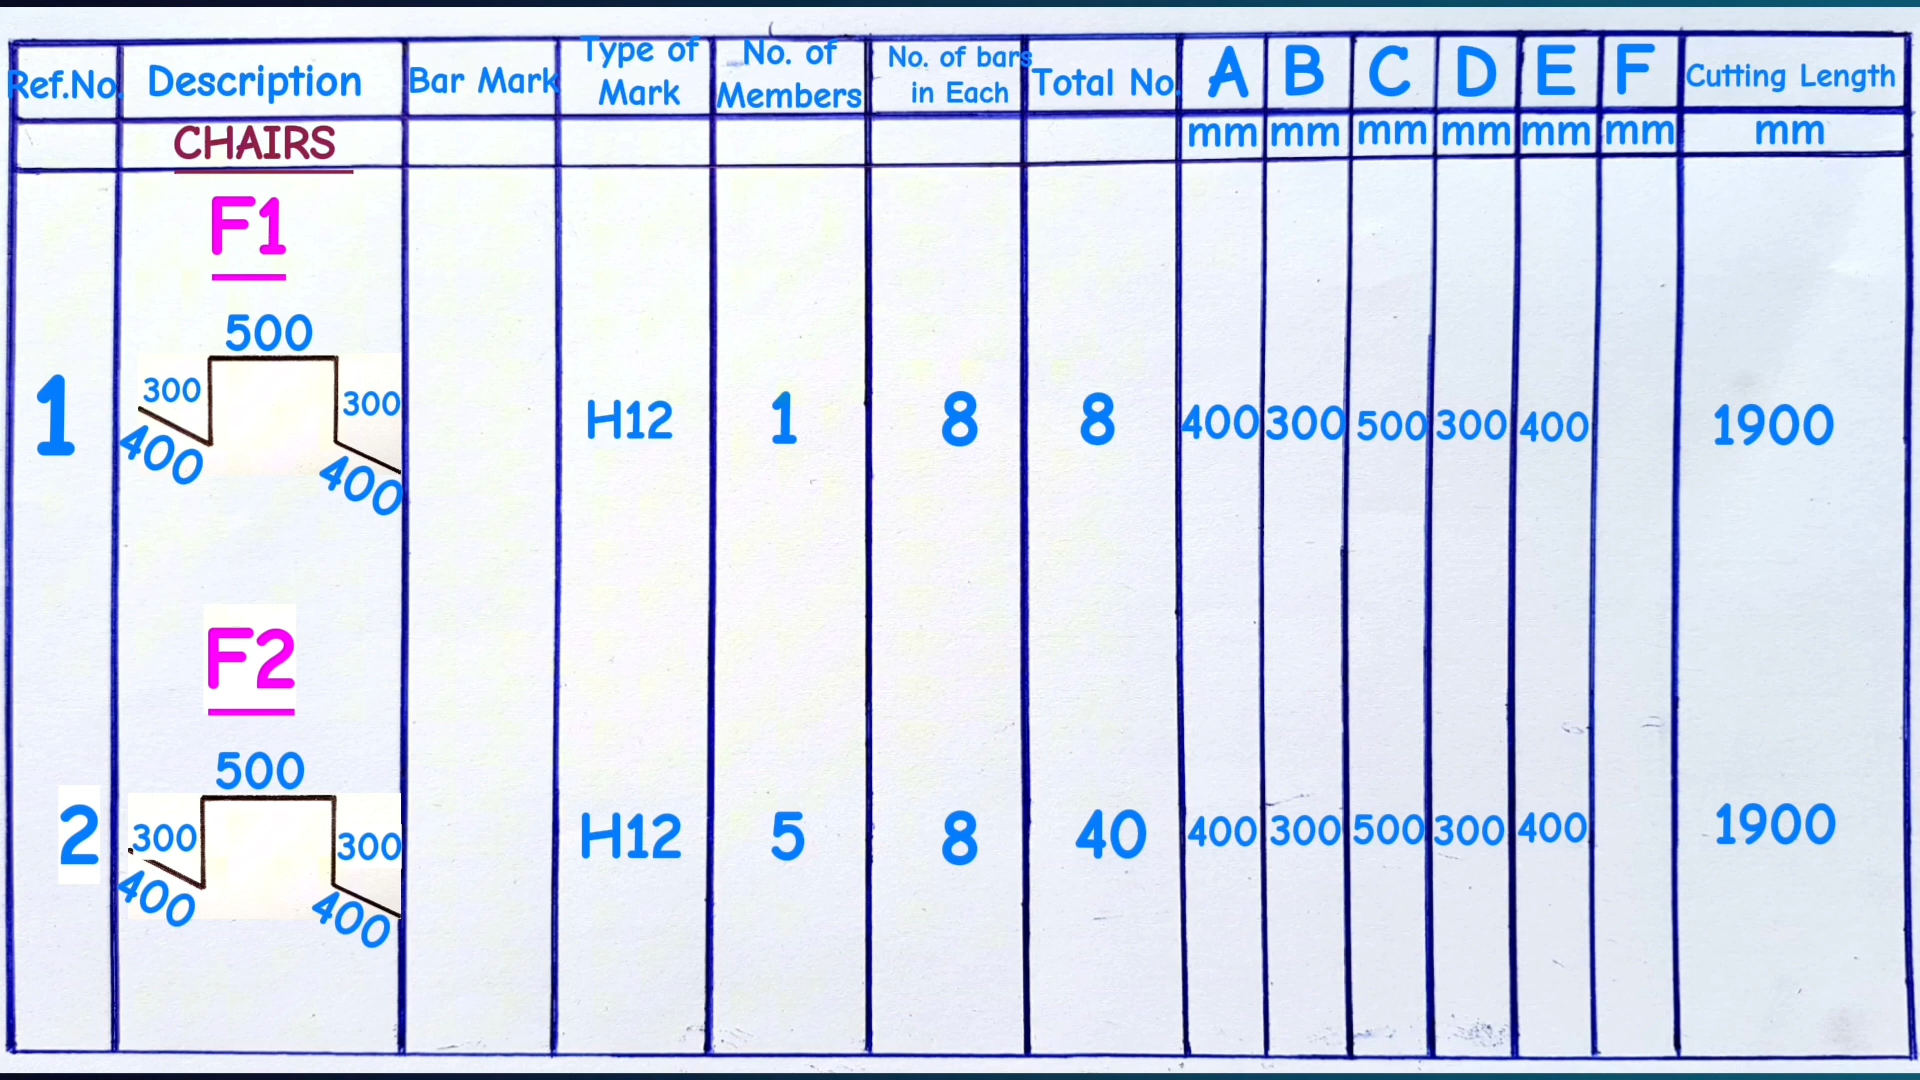 Ref.No. Description Bar Mark Type of Mark No. of Members No. of bars in Each Total No. A B C D E F Cutting Length
CHAIRS mm mm mm mm mm mm mm
F1
500
300 300
400 400
1 H12 1 8 8 400 300 500 300 400 1900
F2
500
300 300
400 400
2 H12 5 8 40 400 300 500 300 400 1900